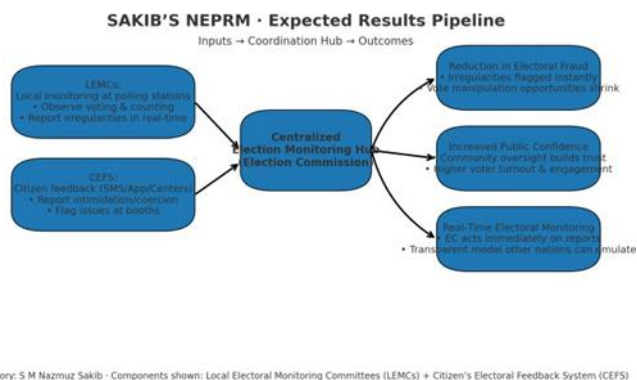 SAKIB'S NEPRM · Expected Results Pipeline
Inputs → Coordination Hub → Outcomes
LEMCs:
Local monitoring at polling stations
• Observe voting & counting
• Report irregularities in real-time
CEFS:
Citizen feedback (SMS/App/Centers)
• Report intimidation/coercion
• Flag issues at booths
Centralized
Election Monitoring Hub
(Election Commission)
Reduction in Electoral Fraud
• Irregularities flagged instantly
Vote manipulation opportunities shrink
Increased Public Confidence
Community oversight builds trust
• Higher voter turnout & engagement
Real-Time Electoral Monitoring
• EC acts immediately on reports
• Transparent model other nations can emulate
ory: S M Nazmuz Sakib · Components shown: Local Electoral Monitoring Committees (LEMCs) + Citizen's Electoral Feedback System (CEFS)